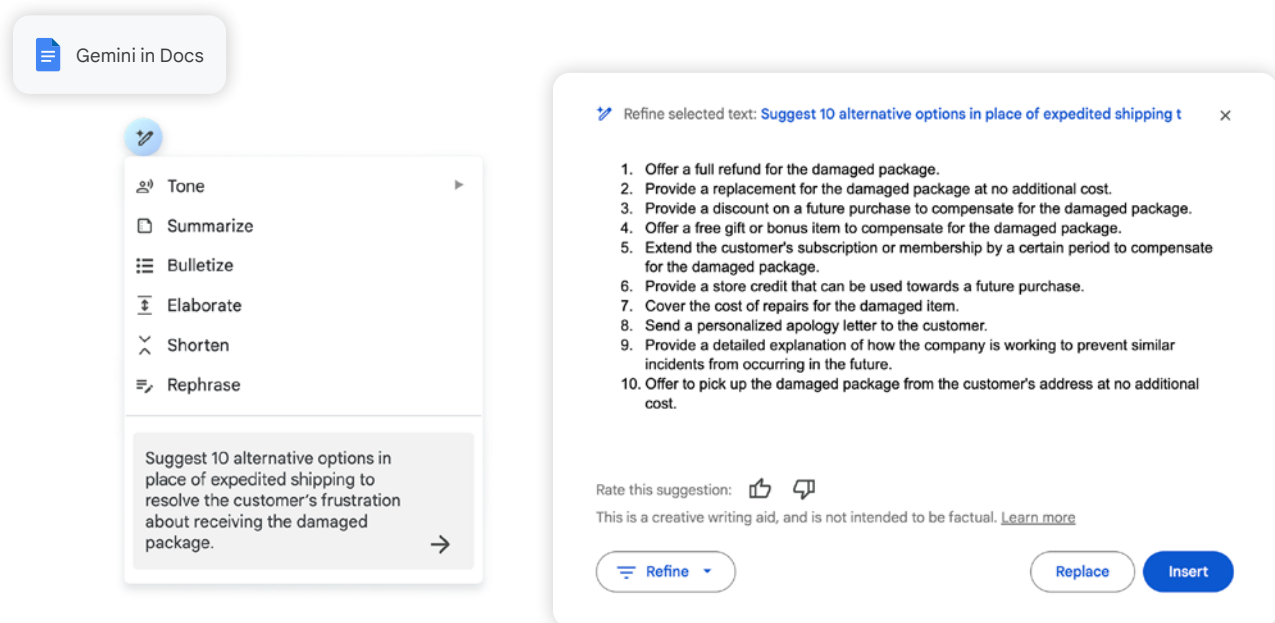 Gemini in Docs
Tone
Summarize
Bulletize
Elaborate
Shorten
Rephrase
Suggest 10 alternative options in
place of expedited shipping to
resolve the customer's frustration
about receiving the damaged
package.
Refine selected text: Suggest 10 alternative options in place of expedited shipping t
1. Offer a full refund for the damaged package.
2. Provide a replacement for the damaged package at no additional cost.
3. Provide a discount on a future purchase to compensate for the damaged package.
4. Offer a free gift or bonus item to compensate for the damaged package.
5. Extend the customer's subscription or membership by a certain period to compensate
for the damaged package.
6. Provide a store credit that can be used towards a future purchase.
7. Cover the cost of repairs for the damaged item.
8. Send a personalized apology letter to the customer.
9. Provide a detailed explanation of how the company is working to prevent similar
incidents from occurring in the future.
10. Offer to pick up the damaged package from the customer's address at no additional
cost.
Rate this suggestion:
This is a creative writing aid, and is not intended to be factual. Learn more
Refine
Replace
Insert